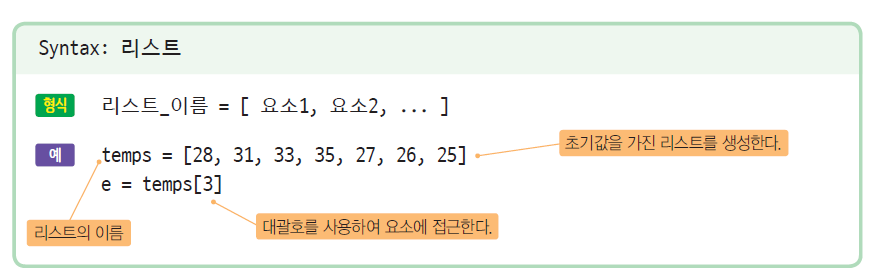 Syntax: 리스트
형식 리스트_이름 = [ 요소1, 요소2, ... ]
예 temps = [28, 31, 33, 35, 27, 26, 25]
초기값을 가진 리스트를 생성한다.
e = temps[3]
리스트의 이름
대괄호를 사용하여 요소에 접근한다.